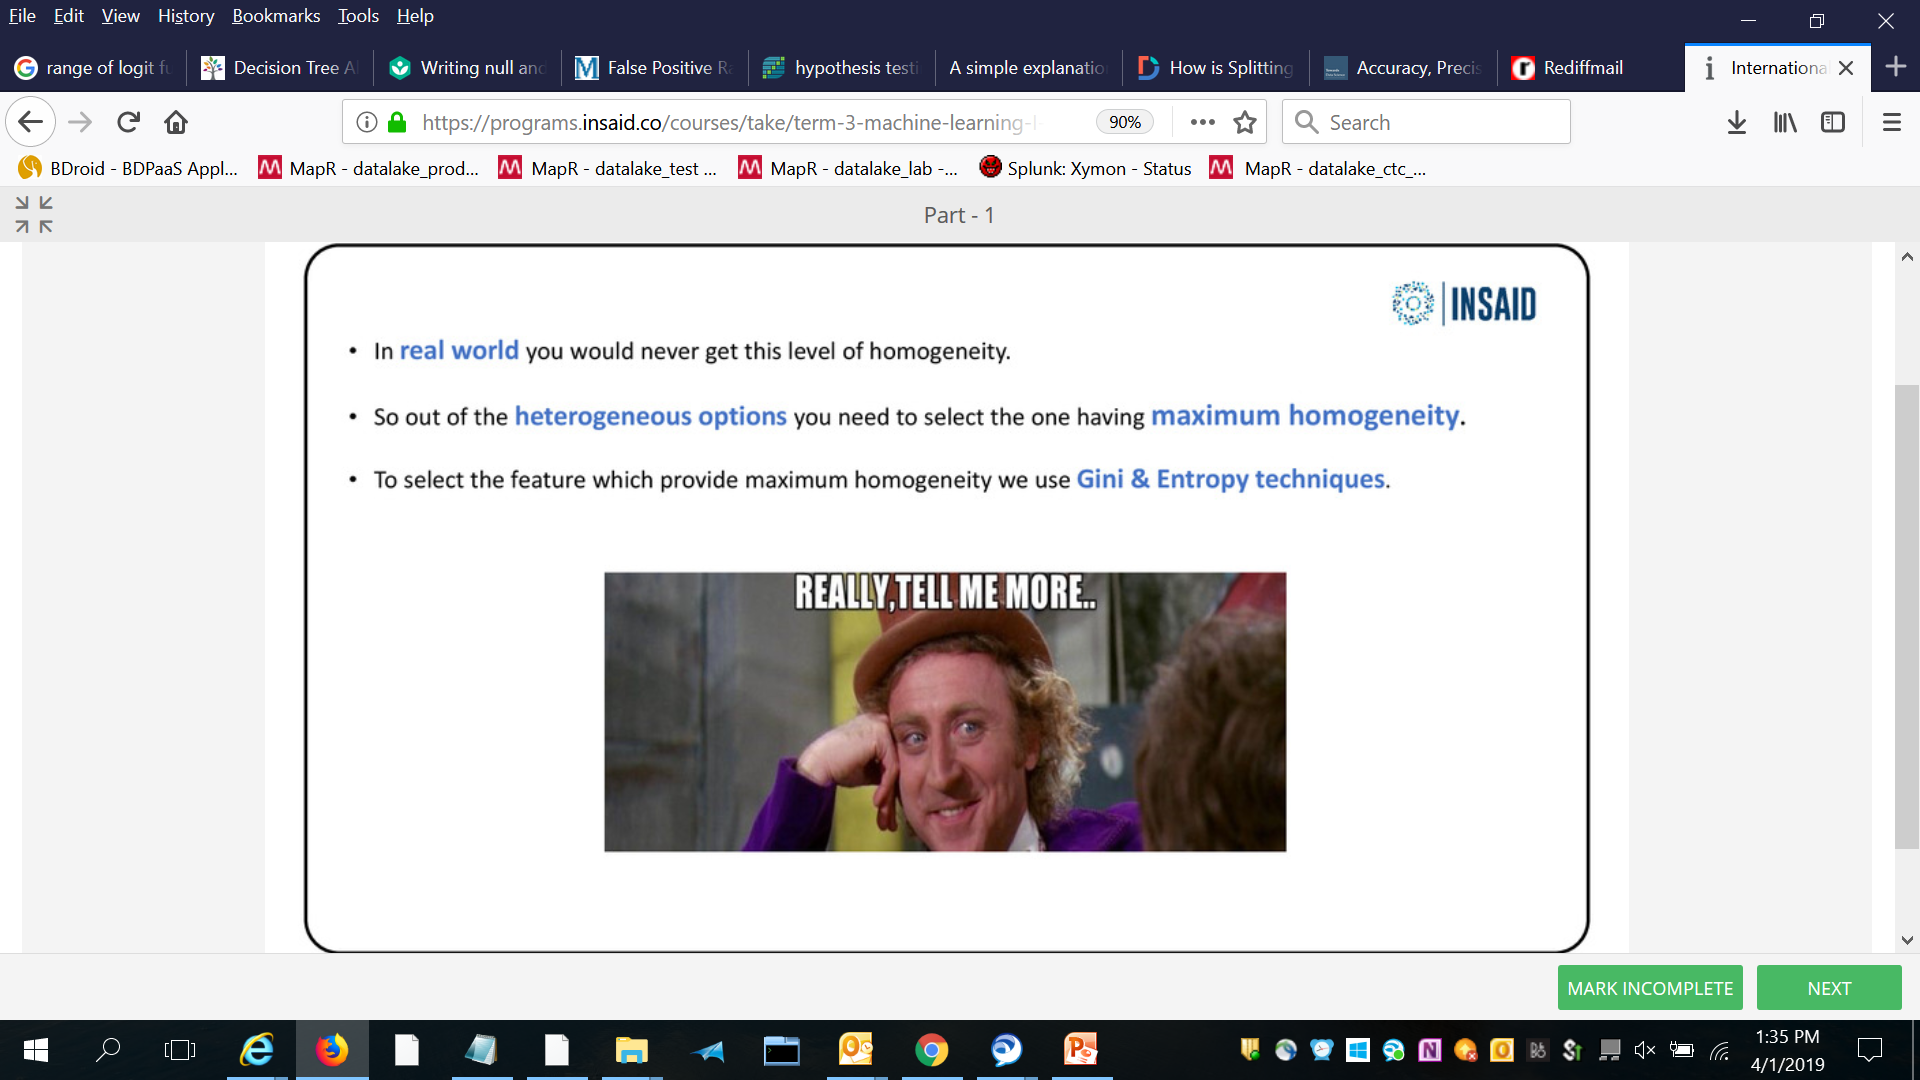 File Edit View History Bookmarks Tools Help
range of logit fu Decision Tree Al Writing null and False Positive Ra hypothesis testi A simple explanatio How is Splitting Accuracy, Precis Rediffmail Internationa
https://programs.insaid.co/courses/take/term-3-machine-learning-l 90% Search
BDroid - BDPaaS Appl... MapR - datalake_prod... MapR - datalake_test ... MapR - datalake_lab -... Splunk: Xymon - Status MapR - datalake_ctc_...
Part - 1
INSAID
• In real world you would never get this level of homogeneity.
• So out of the heterogeneous options you need to select the one having maximum homogeneity.
• To select the feature which provide maximum homogeneity we use Gini & Entropy techniques.
REALLY,TELL ME MORE..
MARK INCOMPLETE NEXT
1:35 PM
4/1/2019